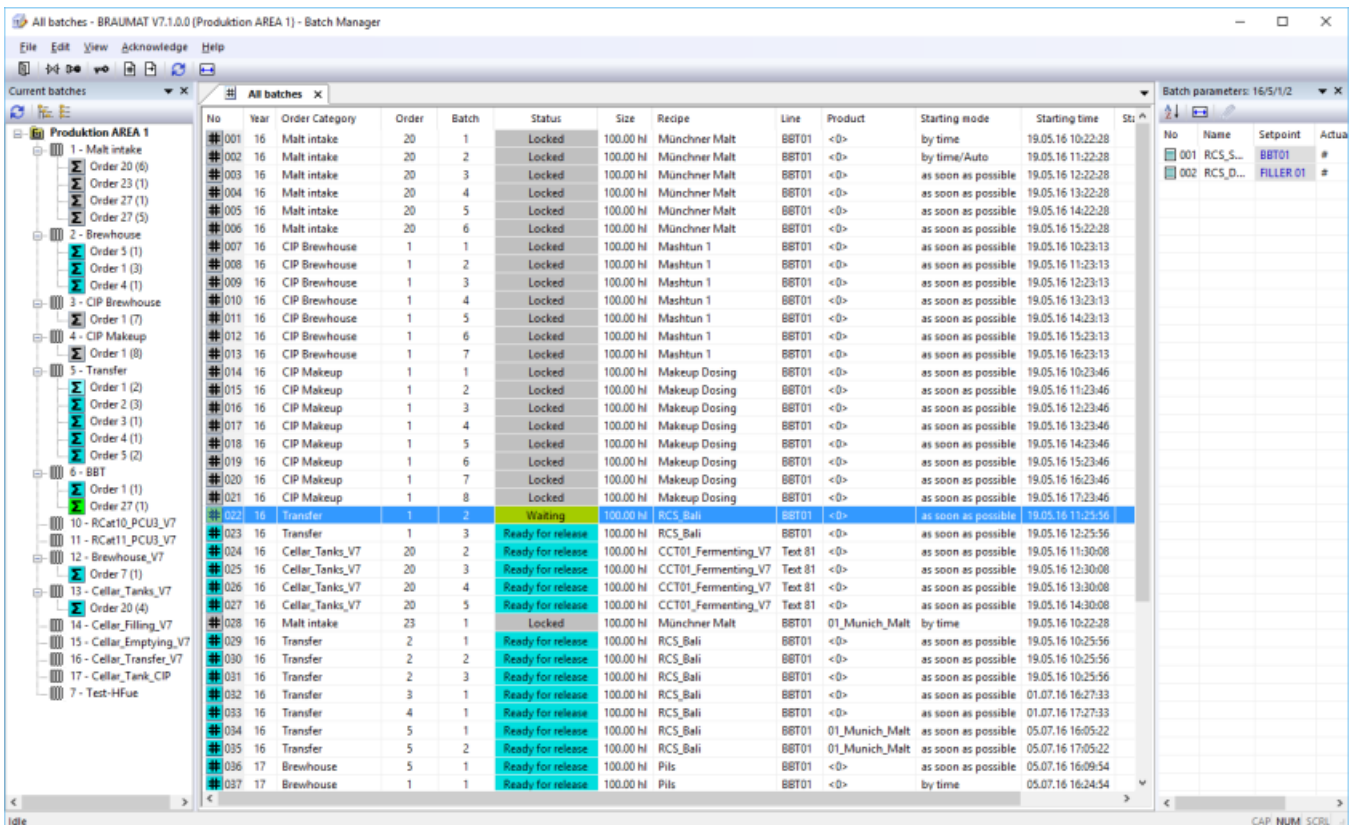 All batches - BRAUMAT V7.1.0.0 (Produktion AREA 1) - Batch Manager
File Edit View Acknowledge Help
Current batches
Produktion AREA 1
1 - Malt intake
Order 20 (6)
Order 23 (1)
Order 27 (1)
Order 27 (5)
2 - Brewhouse
Order 5 (1)
Order 1 (3)
Order 4 (1)
3 - CIP Brewhouse
Order 1 (7)
4 - CIP Makeup
Order 1 (8)
5 - Transfer
Order 1 (2)
Order 2 (3)
Order 3 (1)
Order 4 (1)
Order 5 (2)
6 - BBT
Order 1 (1)
Order 27 (1)
10 - RCat10_PCU3_V7
11 - RCat11_PCU3_V7
12 - Brewhouse_V7
Order 7 (1)
13 - Cellar_Tanks_V7
Order 20 (4)
14 - Cellar_Filling_V7
15 - Cellar_Emptying_V7
16 - Cellar_Transfer_V7
17 - Cellar_Tank_CIP
7 - Test-HFue
# All batches X
No Year Order Category Order Batch Status Size Recipe Line Product Starting mode Starting time Sta
# 001 16 Malt intake 20 1 Locked 100.00 hl Münchner Malt BBT01 <0> by time 19.05.16 10:22:28
# 002 16 Malt intake 20 2 Locked 100.00 hl Münchner Malt BBT01 <0> by time/Auto 19.05.16 11:22:28
# 003 16 Malt intake 20 3 Locked 100.00 hl Münchner Malt BBT01 <0> as soon as possible 19.05.16 12:22:28
# 004 16 Malt intake 20 4 Locked 100.00 hl Münchner Malt BBT01 <0> as soon as possible 19.05.16 13:22:28
# 005 16 Malt intake 20 5 Locked 100.00 hl Münchner Malt BBT01 <0> as soon as possible 19.05.16 14:22:28
# 006 16 Malt intake 20 6 Locked 100.00 hl Münchner Malt BBT01 <0> as soon as possible 19.05.16 15:22:28
# 007 16 CIP Brewhouse 1 1 Locked 100.00 hl Mashtun 1 BBT01 <0> as soon as possible 19.05.16 10:23:13
# 008 16 CIP Brewhouse 1 2 Locked 100.00 hl Mashtun 1 BBT01 <0> as soon as possible 19.05.16 11:23:13
# 009 16 CIP Brewhouse 1 3 Locked 100.00 hl Mashtun 1 BBT01 <0> as soon as possible 19.05.16 12:23:13
# 010 16 CIP Brewhouse 1 4 Locked 100.00 hl Mashtun 1 BBT01 <0> as soon as possible 19.05.16 13:23:13
# 011 16 CIP Brewhouse 1 5 Locked 100.00 hl Mashtun 1 BBT01 <0> as soon as possible 19.05.16 14:23:13
# 012 16 CIP Brewhouse 1 6 Locked 100.00 hl Mashtun 1 BBT01 <0> as soon as possible 19.05.16 15:23:13
# 013 16 CIP Brewhouse 1 7 Locked 100.00 hl Mashtun 1 BBT01 <0> as soon as possible 19.05.16 16:23:13
# 014 16 CIP Makeup 1 1 Locked 100.00 hl Makeup Dosing BBT01 <0> as soon as possible 19.05.16 10:23:46
# 015 16 CIP Makeup 1 2 Locked 100.00 hl Makeup Dosing BBT01 <0> as soon as possible 19.05.16 11:23:46
# 016 16 CIP Makeup 1 3 Locked 100.00 hl Makeup Dosing BBT01 <0> as soon as possible 19.05.16 12:23:46
# 017 16 CIP Makeup 1 4 Locked 100.00 hl Makeup Dosing BBT01 <0> as soon as possible 19.05.16 13:23:46
# 018 16 CIP Makeup 1 5 Locked 100.00 hl Makeup Dosing BBT01 <0> as soon as possible 19.05.16 14:23:46
# 019 16 CIP Makeup 1 6 Locked 100.00 hl Makeup Dosing BBT01 <0> as soon as possible 19.05.16 15:23:46
# 020 16 CIP Makeup 1 7 Locked 100.00 hl Makeup Dosing BBT01 <0> as soon as possible 19.05.16 16:23:46
# 021 16 CIP Makeup 1 8 Locked 100.00 hl Makeup Dosing BBT01 <0> as soon as possible 19.05.16 17:23:46
# 022 16 Transfer 1 2 Waiting 100.00 hl RCS_Bali BBT01 <0> as soon as possible 19.05.16 11:25:56
# 023 16 Transfer 1 3 Ready for release 100.00 hl RCS_Bali BBT01 <0> as soon as possible 19.05.16 12:25:56
# 024 16 Cellar_Tanks_V7 20 2 Ready for release 100.00 hl CCT01_Fermenting_V7 Text 81 <0> as soon as possible 19.05.16 11:30:08
# 025 16 Cellar_Tanks_V7 20 3 Ready for release 100.00 hl CCT01_Fermenting_V7 Text 81 <0> as soon as possible 19.05.16 12:30:08
# 026 16 Cellar_Tanks_V7 20 4 Ready for release 100.00 hl CCT01_Fermenting_V7 Text 81 <0> as soon as possible 19.05.16 13:30:08
# 027 16 Cellar_Tanks_V7 20 5 Ready for release 100.00 hl CCT01_Fermenting_V7 Text 81 <0> as soon as possible 19.05.16 14:30:08
# 028 16 Malt intake 23 1 Locked 100.00 hl Münchner Malt BBT01 01_Munich_Malt by time 19.05.16 10:22:28
# 029 16 Transfer 2 1 Ready for release 100.00 hl RCS_Bali BBT01 <0> as soon as possible 19.05.16 10:25:56
# 030 16 Transfer 2 2 Ready for release 100.00 hl RCS_Bali BBT01 <0> as soon as possible 19.05.16 10:25:56
# 031 16 Transfer 2 3 Ready for release 100.00 hl RCS_Bali BBT01 <0> as soon as possible 19.05.16 10:25:56
# 032 16 Transfer 3 1 Ready for release 100.00 hl RCS_Bali BBT01 <0> as soon as possible 01.07.16 16:27:33
# 033 16 Transfer 4 1 Ready for release 100.00 hl RCS_Bali BBT01 <0> as soon as possible 01.07.16 17:27:33
# 034 16 Transfer 5 1 Ready for release 100.00 hl RCS_Bali BBT01 01_Munich_Malt as soon as possible 05.07.16 16:05:22
# 035 16 Transfer 5 2 Ready for release 100.00 hl RCS_Bali BBT01 01_Munich_Malt as soon as possible 05.07.16 17:05:22
# 036 17 Brewhouse 5 1 Ready for release 100.00 hl Pils BBT01 <0> as soon as possible 05.07.16 16:09:54
# 037 17 Brewhouse 1 1 Ready for release 100.00 hl Pils BBT01 <0> by time 05.07.16 16:24:54
Batch parameters: 16/5/1/2
No Name Setpoint Actua
001 RCS_S... BBT01 #
002 RCS_D... FILLER 01 #
Idle
CAP NUM SCRL